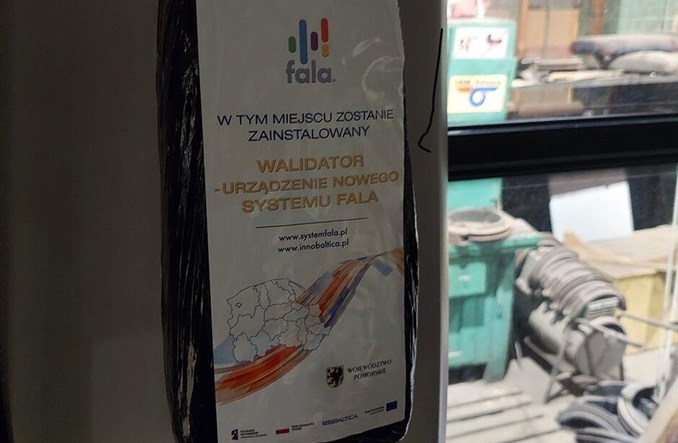 fala
W TYM MIEJSCU ZOSTANIE
ZAINSTALOWANY
WALIDATOR
-URZĄDZENIE NOWEGO
SYSTEMU FALA
www.systemfala.pl
www.innobaltica.pl
WOJEWÓDZTWO
POMORSKIE